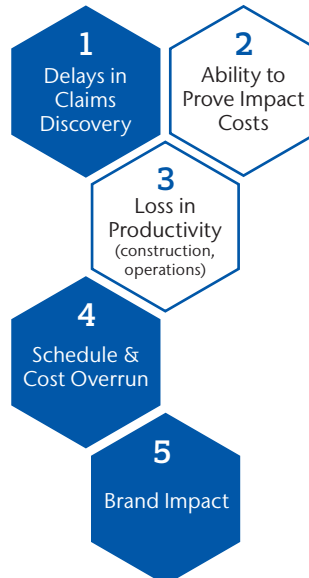 1
Delays in
Claims
Discovery
2
Ability to
Prove Impact
Costs
3
Loss in
Productivity
(construction,
operations)
4
Schedule &
Cost Overrun
5
Brand Impact